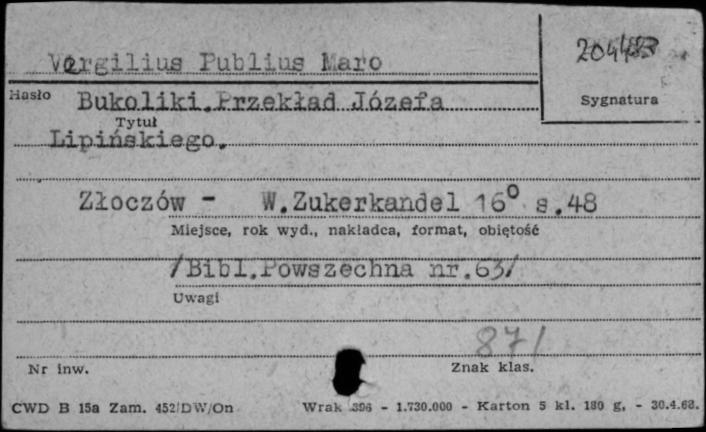 Vergilius Publius Maro
204483
Hasło
Bukoliki.Przekład Józefa
Sygnatura
Tytuł
Lipińskiego.
Złoczów - W.Zukerkandel 16° s.48
Miejsce, rok wyd., nakładca, format, objętość
/Bibl.Powszechna nr.63/
Uwagi
871
Nr inw.
Znak klas.
CWD B 15a Zam. 452/DW/On Wrak 396 - 1.730.000 - Karton 5 kl. 180 g, - 30.4.68.